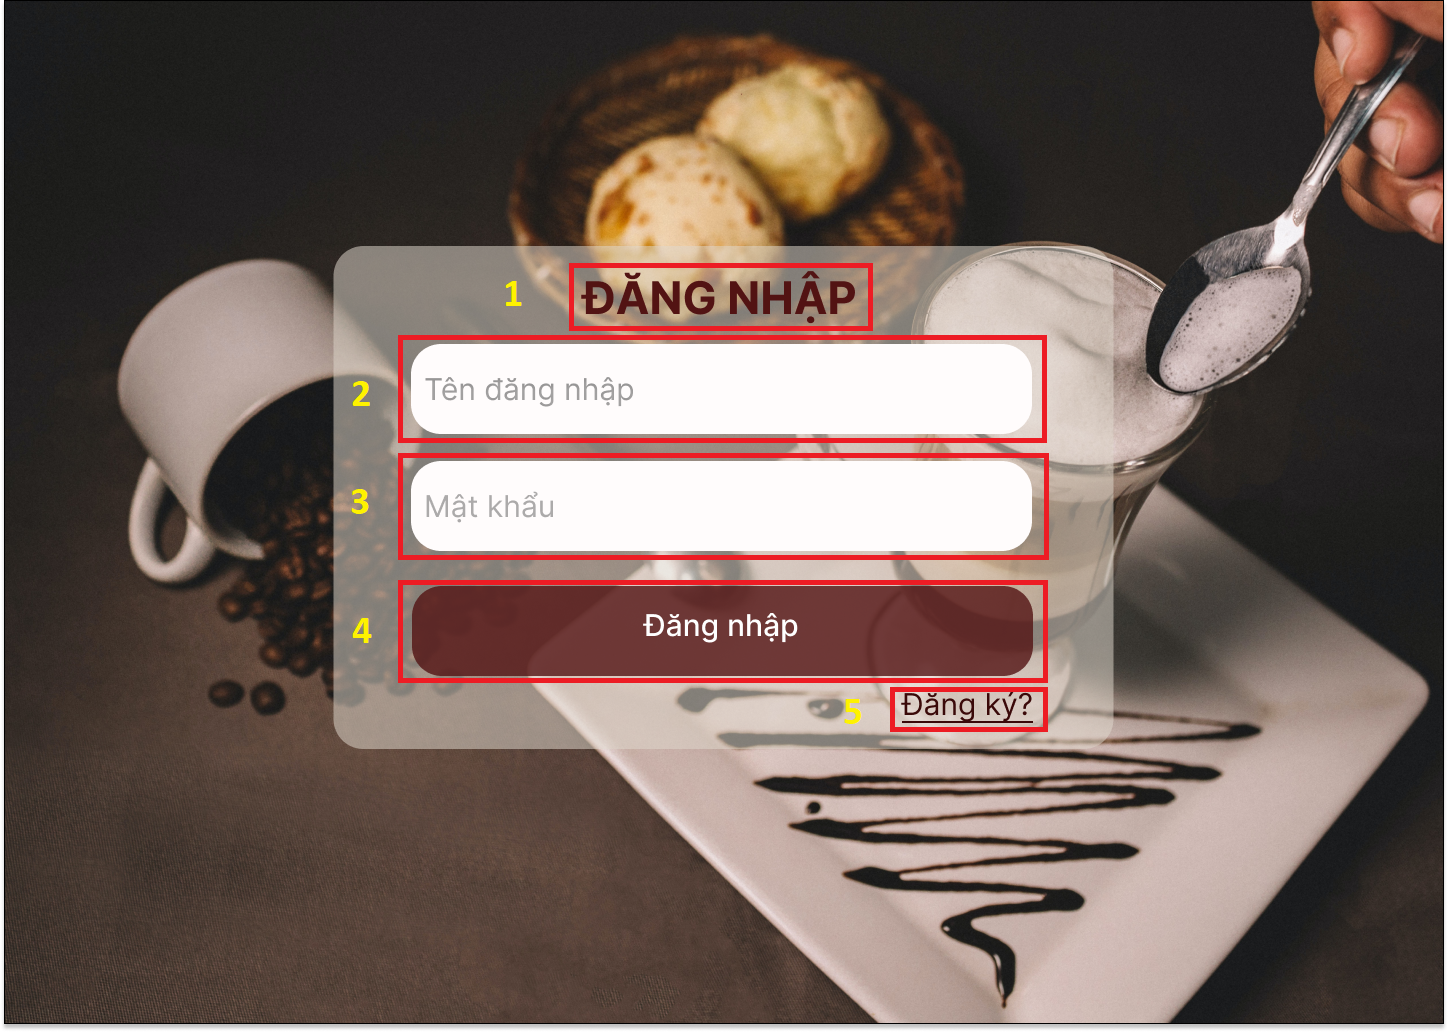 1 ĐĂNG NHẬP
2 Tên đăng nhập
3 Mật khẩu
4 Đăng nhập
5 Đăng ký?